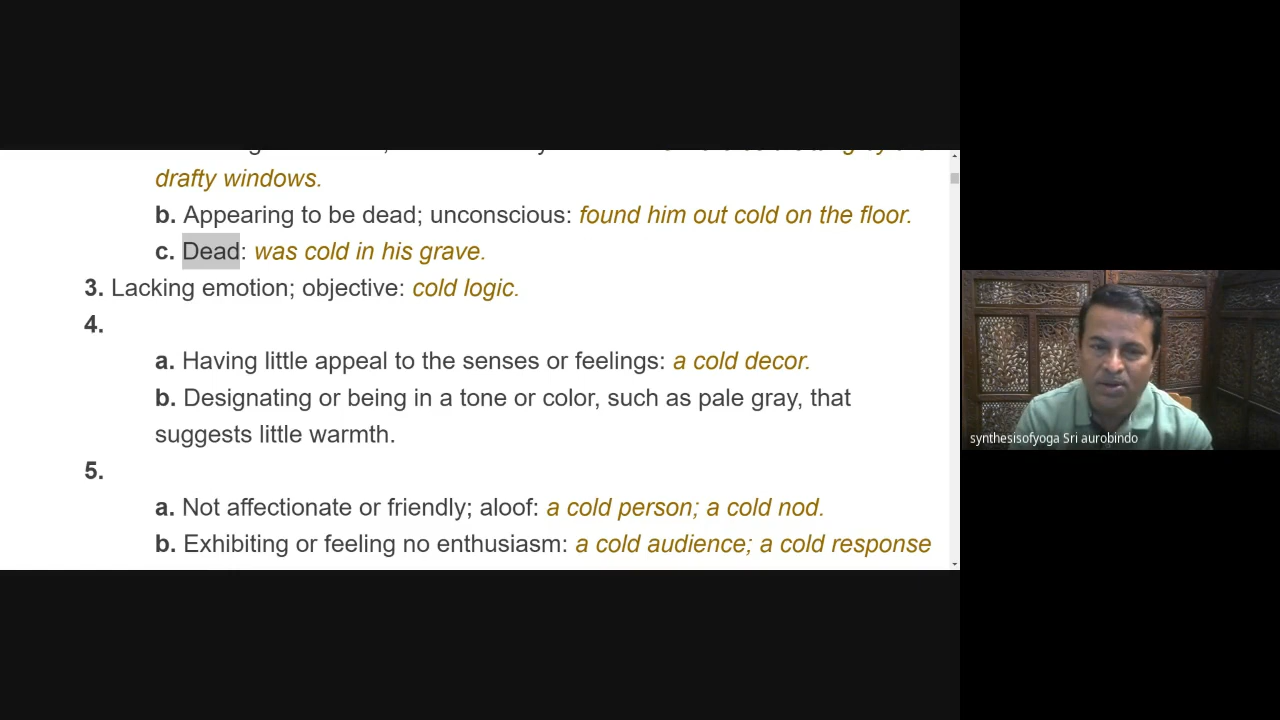 drafty windows.
b. Appearing to be dead; unconscious: found him out cold on the floor.
c. Dead: was cold in his grave.
3. Lacking emotion; objective: cold logic.
4.
a. Having little appeal to the senses or feelings: a cold decor.
b. Designating or being in a tone or color, such as pale gray, that
suggests little warmth.
5.
a. Not affectionate or friendly; aloof: a cold person; a cold nod.
b. Exhibiting or feeling no enthusiasm: a cold audience; a cold response
synthesisofyoga Sri aurobindo